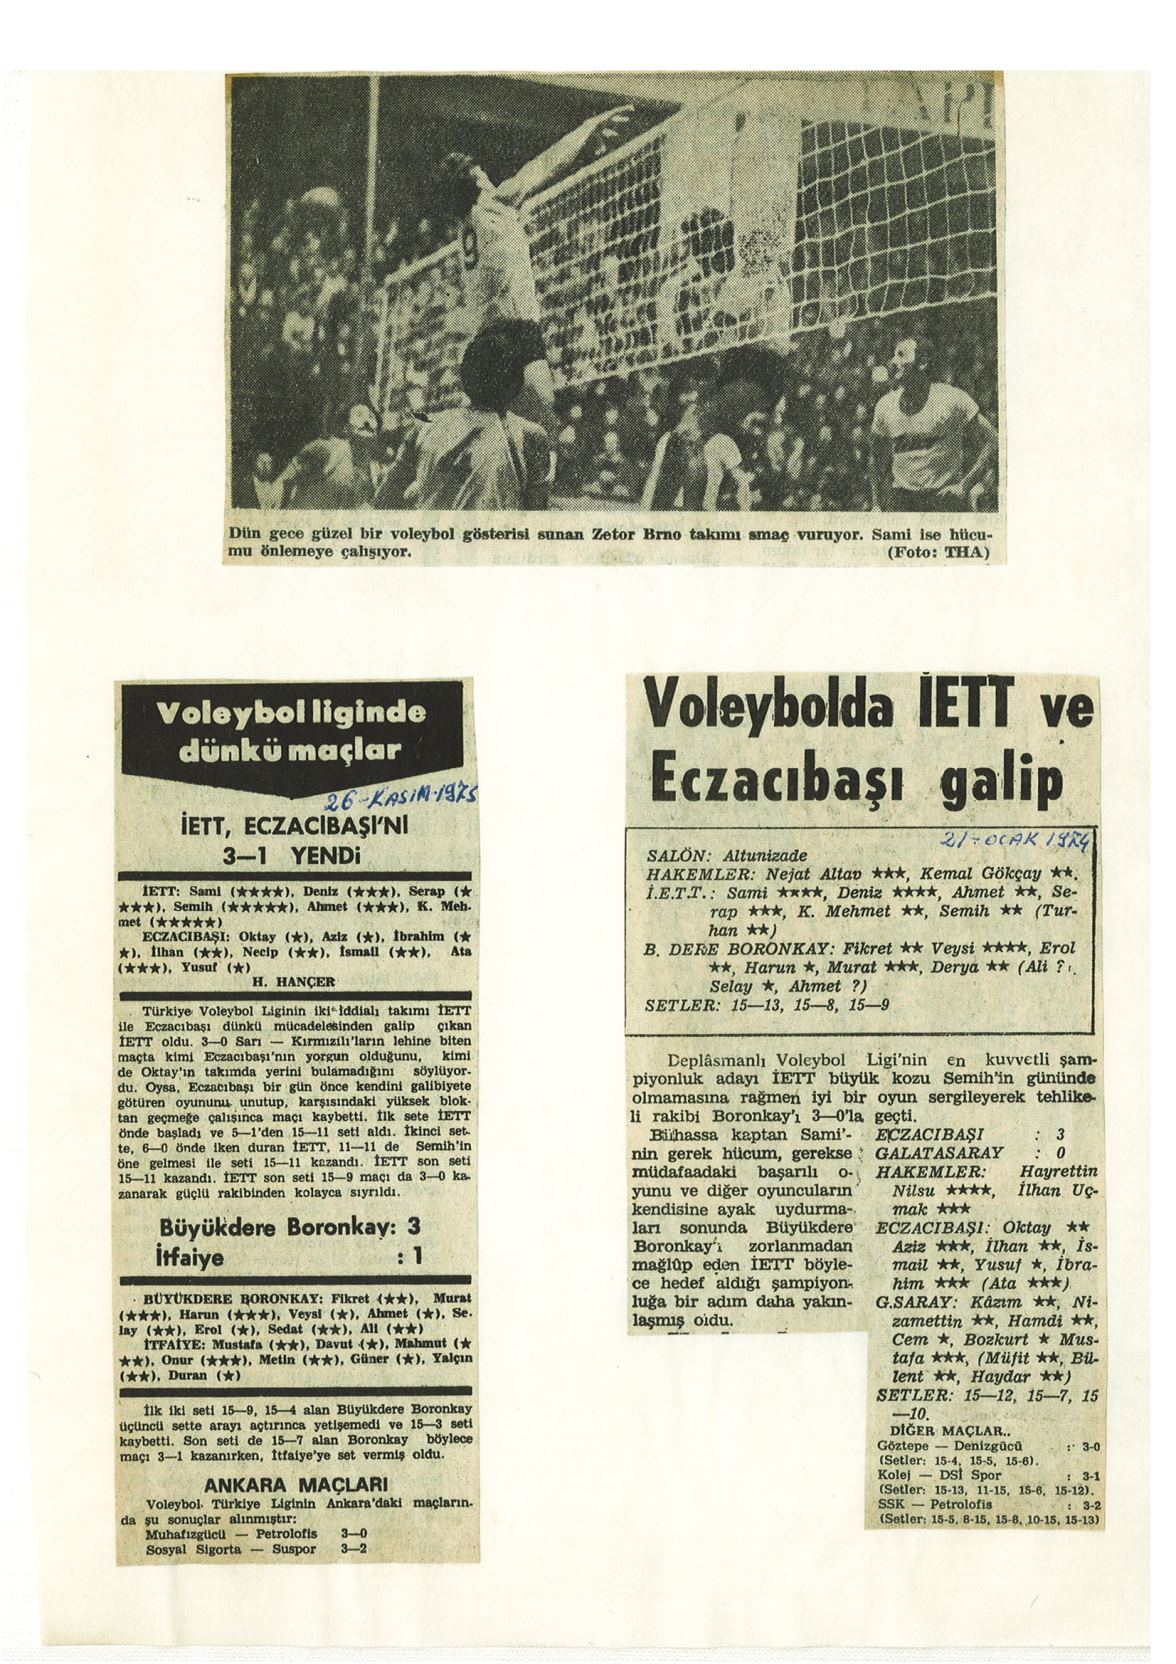 Dün gece güzel bir voleybol gösterisi sunan Zetor Brno takımı smaç vuruyor. Sami ise hücu-
mu önlemeye çalışıyor. (Foto: THA)
Voleybol liginde
dünkü maçlar
26-KASIM-1975
İETT, ECZACIBAŞI'NI
3—1 YENDİ
İETT: Sami (★★★★), Deniz (★★★), Serap (★
★★★), Semih (★★★★★), Ahmet (★★★), K. Meh-
met (★★★★★)
ECZACIBAŞI: Oktay (★), Aziz (★), İbrahim (★
★), İlhan (★★), Necip (★★), İsmail (★★), Ata
(★★★), Yusuf (★)
H. HANÇER
Türkiye Voleybol Liginin iki iddialı takımı İETT
ile Eczacıbaşı dünkü mücadelesinden galip çıkan
İETT oldu. 3—0 Sarı — Kırmızılı'ların lehine biten
maçta kimi Eczacıbaşı'nın yorgun olduğunu, kimi
de Oktay'ın takımda yerini bulamadığını söylüyor-
du. Oysa, Eczacıbaşı bir gün önce kendini galibiyete
götüren oyununu unutup, karşısındaki yüksek blok-
tan geçmeğe çalışınca maçı kaybetti. İlk sete İETT
önde başladı ve 5—1'den 15—11 seti aldı. İkinci set-
te, 6—0 önde iken duran İETT, 11—11 de Semih'in
öne gelmesi ile seti 15—11 kazandı. İETT son seti
15—11 kazandı. İETT son seti 15—9 maçı da 3—0 ka-
zanarak güçlü rakibinden kolayca sıyrıldı.
Büyükdere Boronkay: 3
İtfaiye : 1
BÜYÜKDERE BORONKAY: Fikret (★★), Murat
(★★★), Harun (★★★), Veysi (★), Ahmet (★), Se-
lay (★★), Erol (★), Sedat (★★), Ali (★★)
İTFAİYE: Mustafa (★★), Davut (★), Mahmut (★
★★), Onur (★★★), Metin (★★), Güner (★), Yalçın
(★★), Duran (★)
İlk iki seti 15—9, 15—4 alan Büyükdere Boronkay
üçüncü sette arayı açtırınca yetişemedi ve 15—3 seti
kaybetti. Son seti de 15—7 alan Boronkay böylece
maçı 3—1 kazanırken, İtfaiye'ye set vermiş oldu.
ANKARA MAÇLARI
Voleybol Türkiye Liginin Ankara'daki maçların-
da şu sonuçlar alınmıştır:
Muhafızgücü — Petrolofis 3—0
Sosyal Sigorta — Suspor 3—2
Voleybolda İETT ve
Eczacıbaşı galip
21-OCAK 1974
SALÖN: Altunizade
HAKEMLER: Nejat Altav ★★★, Kemal Gökçay ★★.
İ.E.T.T.: Sami ★★★★, Deniz ★★★★, Ahmet ★★, Se-
rap ★★★, K. Mehmet ★★, Semih ★★ (Tur-
han ★★)
B. DERE BORONKAY: Fikret ★★ Veysi ★★★★, Erol
★★, Harun ★, Murat ★★★, Derya ★★ (Ali ?),
Selay ★, Ahmet ?)
SETLER: 15—13, 15—8, 15—9
Deplâsmanlı Voleybol Ligi'nin en kuvvetli şam-
piyonluk adayı İETT büyük kozu Semih'in gününde
olmamasına rağmen iyi bir oyun sergileyerek tehlike-
li rakibi Boronkay'ı 3—0'la geçti.
Bilhassa kaptan Sami'-
nin gerek hücum, gerekse
müdafaadaki başarılı o-
yunu ve diğer oyuncuların
kendisine ayak uydurma-
ları sonunda Büyükdere
Boronkay'ı zorlanmadan
mağlûp eden İETT böyle-
ce hedef aldığı şampiyon-
luğa bir adım daha yakın-
laşmış oldu.
ECZACIBAŞI : 3
GALATASARAY : 0
HAKEMLER: Hayrettin
Nilsu ★★★★, İlhan Uç-
mak ★★★
ECZACIBAŞI: Oktay ★★
Aziz ★★★, İlhan ★★, İs-
mail ★★, Yusuf ★, İbra-
him ★★★ (Ata ★★★)
G.SARAY: Kâzım ★★, Ni-
zamettin ★★, Hamdi ★★,
Cem ★, Bozkurt ★ Mus-
tafa ★★★, (Müfit ★★, Bü-
lent ★★, Haydar ★★)
SETLER: 15—12, 15—7, 15
—10.
DİĞER MAÇLAR..
Göztepe — Denizgücü : 3-0
(Setler: 15-4, 15-5, 15-6).
Kolej — DSİ Spor : 3-1
(Setler: 15-13, 11-15, 15-6, 15-12).
SSK — Petrolofis : 3-2
(Setler: 15-5, 8-15, 15-8, 10-15, 15-13)